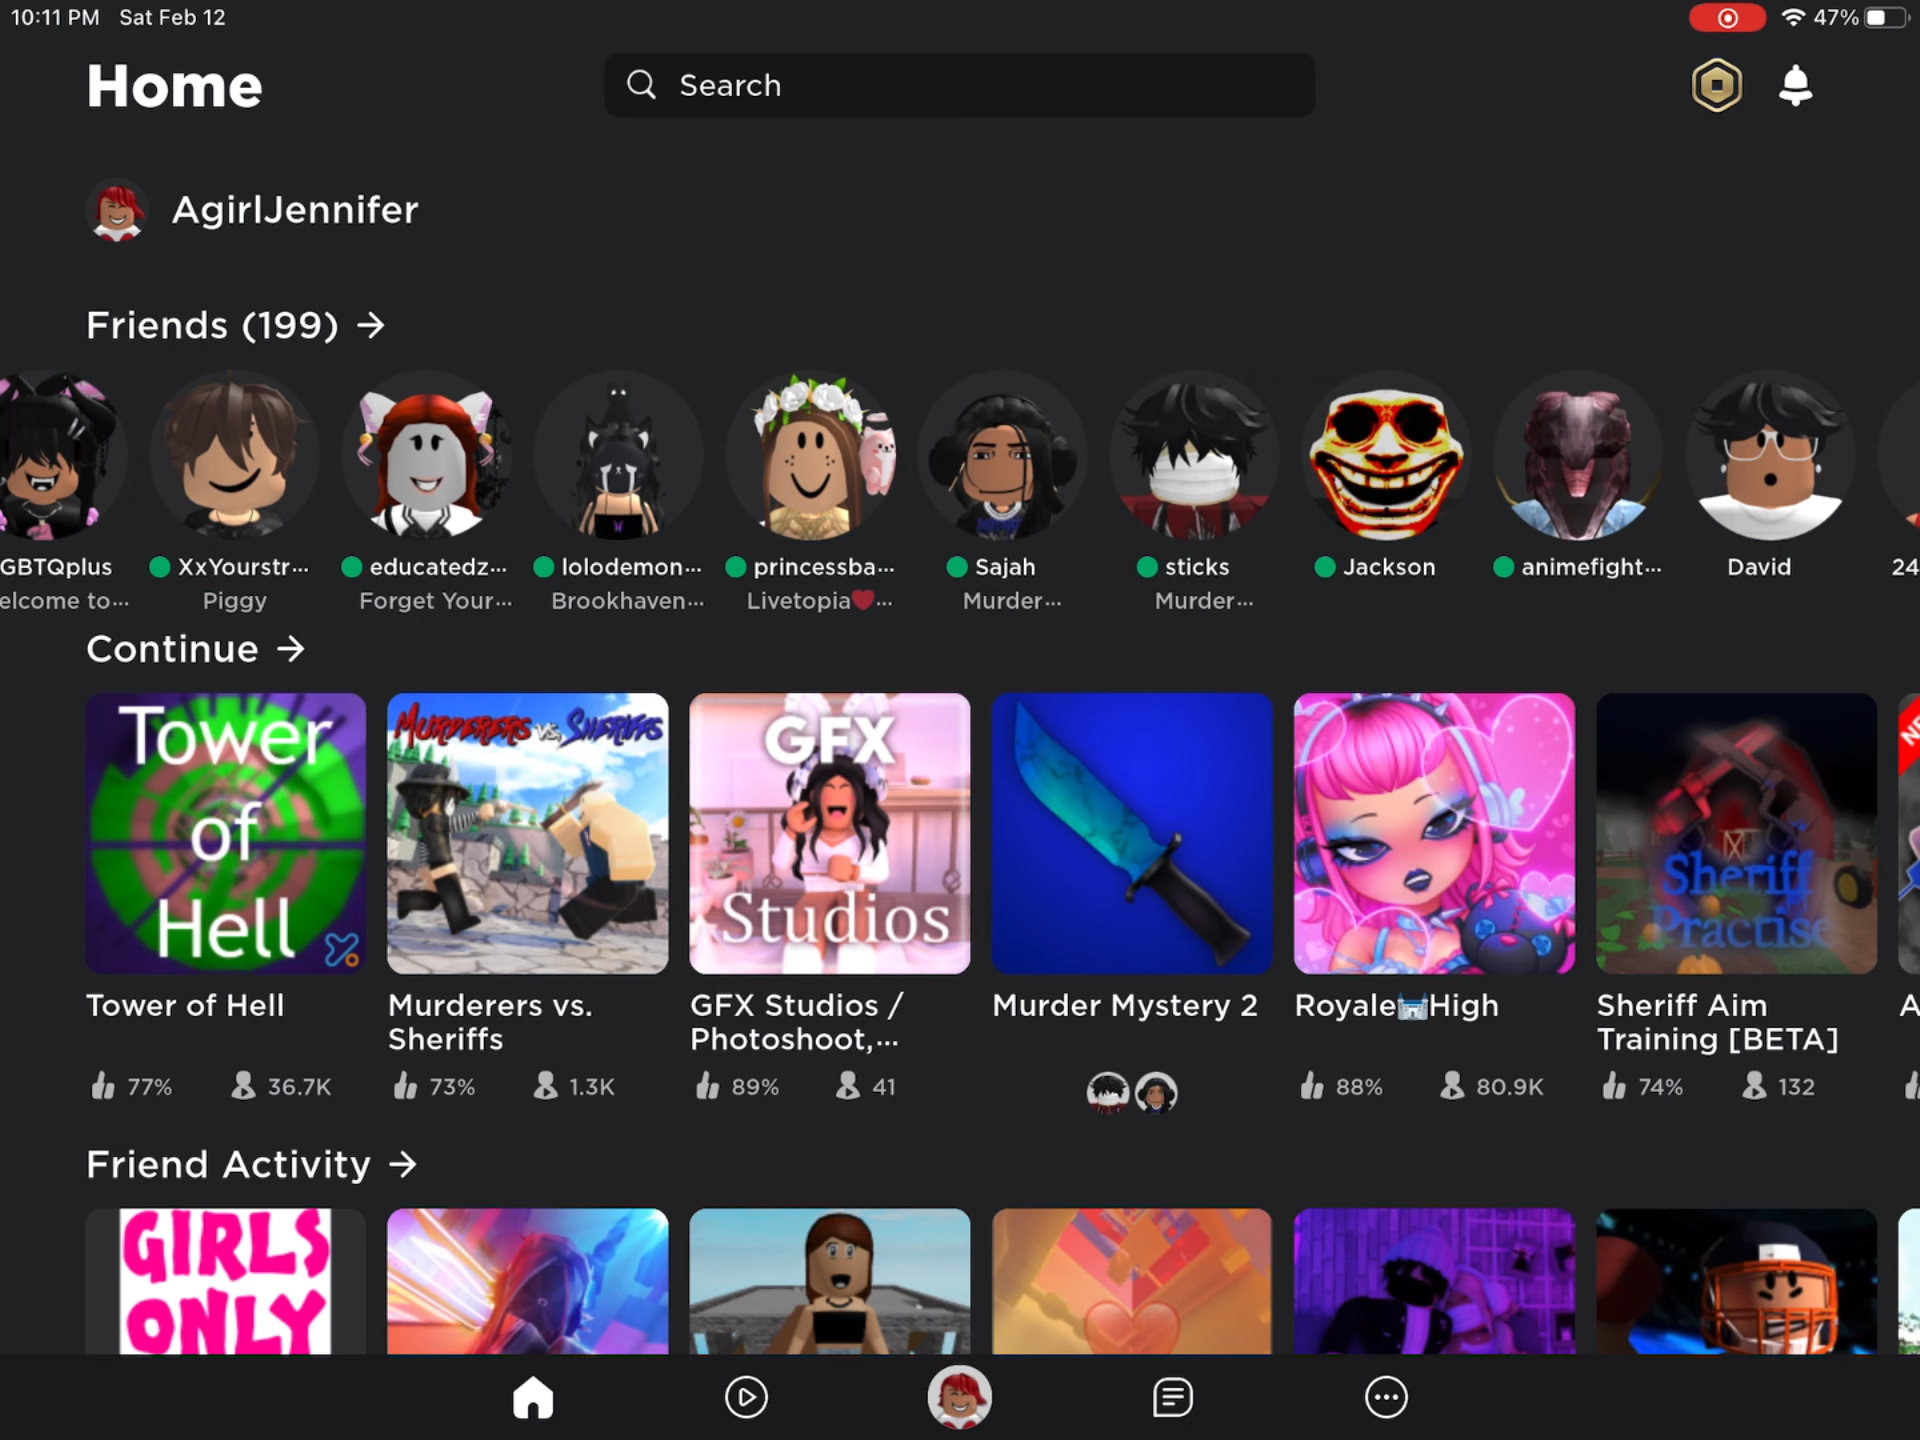 10:11 PM Sat Feb 12
47%
Home
Search
AgirlJennifer
Friends (199) →
GBTQplus
XxYourstr...
educatedz...
lolodemon...
princessba...
Sajah
sticks
Jackson
animefight...
David
24
elcome to...
Piggy
Forget Your...
Brookhaven...
Livetopia❤...
Murder...
Murder...
Continue →
Tower
of
Hell
MURDERERS VS. SHERIFFS
GFX
Studios
Sheriff
Practise
Tower of Hell
Murderers vs.
Sheriffs
GFX Studios /
Photoshoot,...
Murder Mystery 2
Royale🏰High
Sheriff Aim
Training [BETA]
A
77% 36.7K
73% 1.3K
89% 41
88% 80.9K
74% 132
Friend Activity →
GIRLS
ONLY